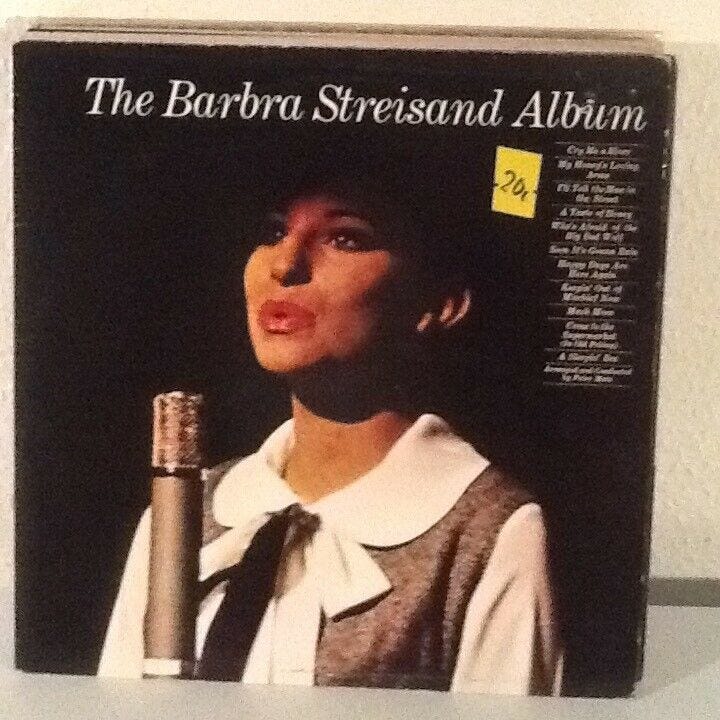 The Barbra Streisand Album
20,-
Cry Me a River
My Honey's Loving
Arms
I'll Tell the Man in
the Street
A Taste of Honey
Who's Afraid of the
Big Bad Wolf
Soon It's Gonna Rain
Happy Days Are
Here Again
Keepin' Out of
Mischief Now
Much More
Come to the
Supermarket
(In Old Peking)
A Sleepin' Bee
Arranged and Conducted
by Peter Matz